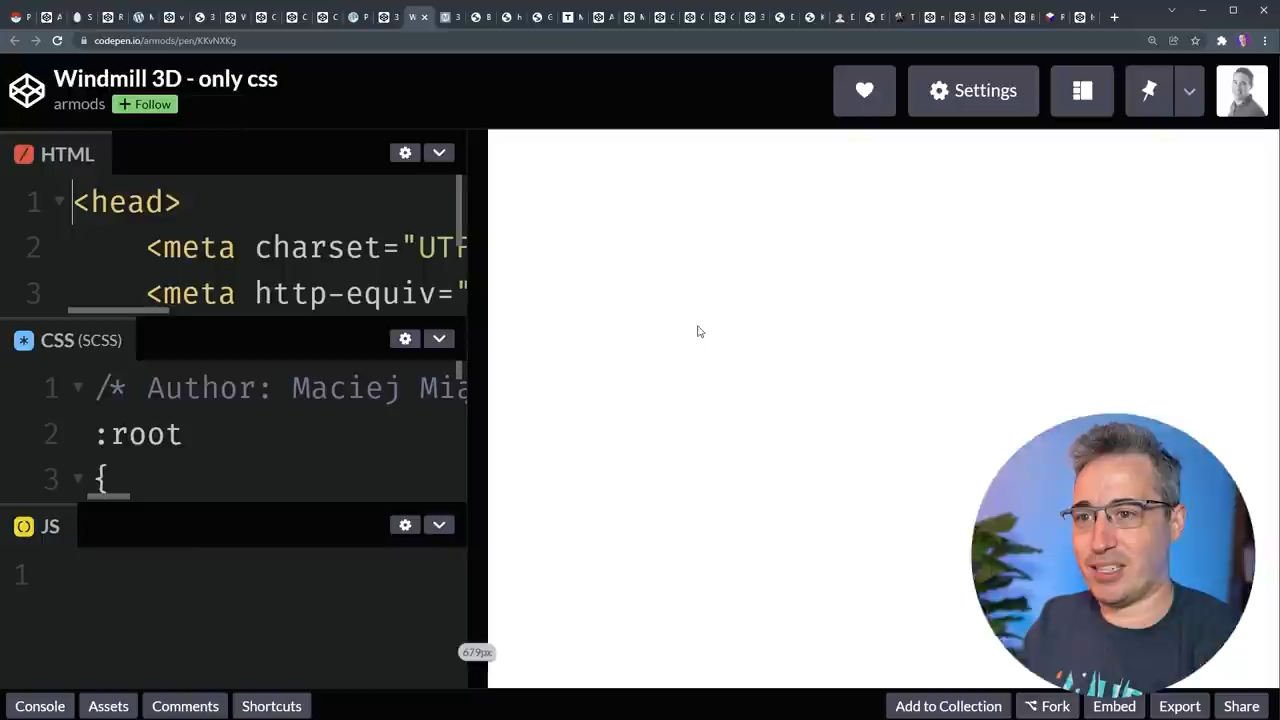 codepen.io/armods/pen/KKvNXKg
Windmill 3D - only css
armods
+ Follow
Settings
HTML
1 <head>
2 <meta charset="UTF
3 <meta http-equiv="
CSS (SCSS)
1 /* Author: Maciej
2 :root
3 {
JS
1
679px
Console
Assets
Comments
Shortcuts
Add to Collection
Fork
Embed
Export
Share